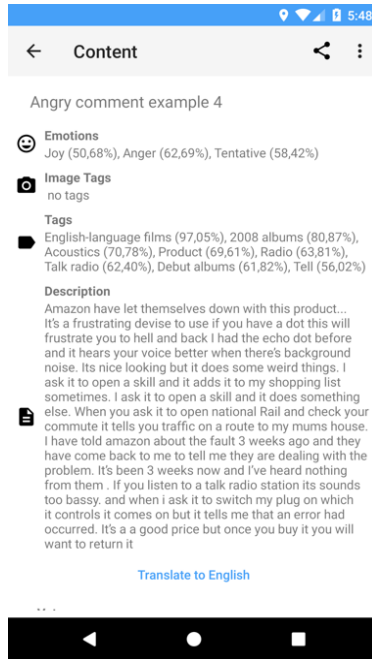 5:48
Content
Angry comment example 4
Emotions
Joy (50,68%), Anger (62,69%), Tentative (58,42%)
Image Tags
no tags
Tags
English-language films (97,05%), 2008 albums (80,87%),
Acoustics (70,78%), Product (69,61%), Radio (63,81%),
Talk radio (62,40%), Debut albums (61,82%), Tell (56,02%)
Description
Amazon have let themselves down with this product...
It's a frustrating devise to use if you have a dot this will
frustrate you to hell and back I had the echo dot before
and it hears your voice better when there's background
noise. Its nice looking but it does some weird things. I
ask it to open a skill and it adds it to my shopping list
sometimes. I ask it to open a skill and it does something
else. When you ask it to open national Rail and check your
commute it tells you traffic on a route to my mums house.
I have told amazon about the fault 3 weeks ago and they
have come back to me to tell me they are dealing with the
problem. It's been 3 weeks now and I've heard nothing
from them . If you listen to a talk radio station its sounds
too bassy. and when i ask it to switch my plug on which
it controls it comes on but it tells me that an error had
occurred. It's a a good price but once you buy it you will
want to return it
Translate to English